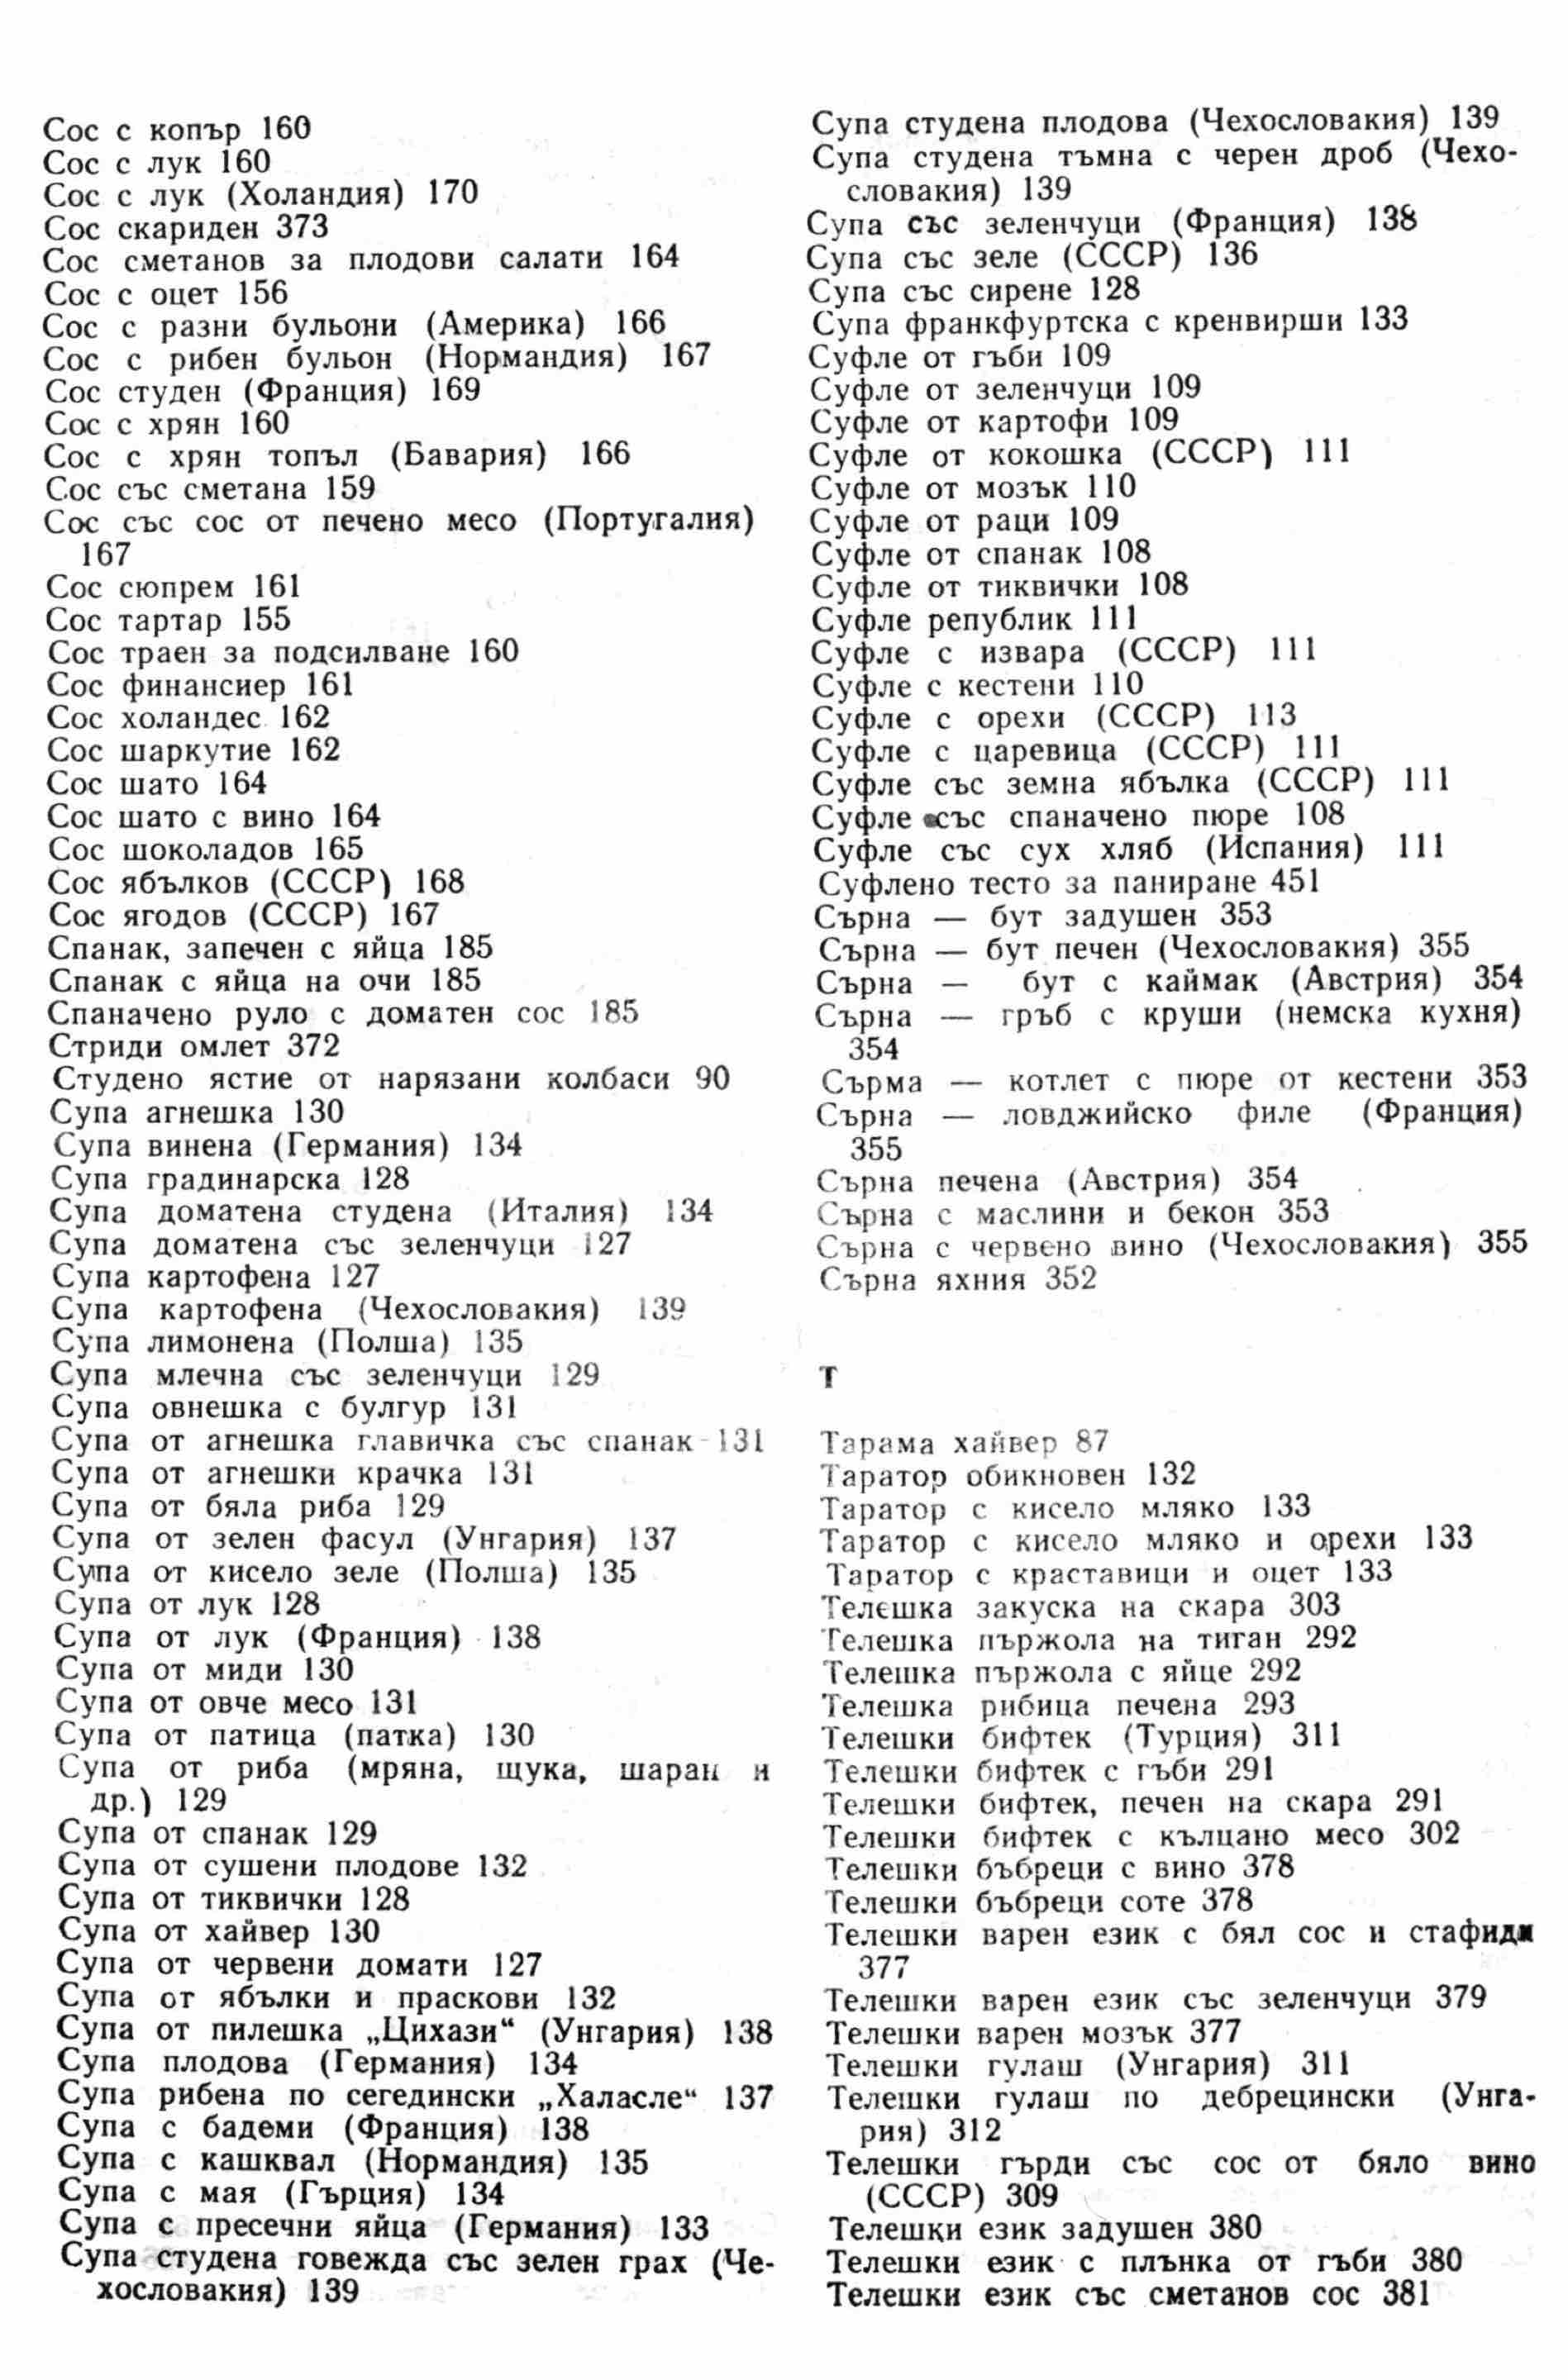 Сос с копър 160
Сос с лук 160
Сос с лук (Холандия) 170
Сос скариден 373
Сос сметанов за плодови салати 164
Сос с оцет 156
Сос с разни бульони (Америка) 166
Сос с рибен бульон (Нормандия) 167
Сос студен (Франция) 169
Сос с хрян 160
Сос с хрян топъл (Бавария) 166
Сос със сметана 159
Сос със сос от печено месо (Португалия)
167
Сос сюпрем 161
Сос тартар 155
Сос траен за подсилване 160
Сос финансиер 161
Сос холандес 162
Сос шаркутие 162
Сос шато 164
Сос шато с вино 164
Сос шоколадов 165
Сос ябълков (СССР) 168
Сос ягодов (СССР) 167
Спанак, запечен с яйца 185
Спанак с яйца на очи 185
Спаначено руло с доматен сос 185
Стриди омлет 372
Студено ястие от нарязани колбаси 90
Супа агнешка 130
Супа винена (Германия) 134
Супа градинарска 128
Супа доматена студена (Италия) 134
Супа доматена със зеленчуци 127
Супа картофена 127
Супа картофена (Чехословакия) 139
Супа лимонена (Полша) 135
Супа млечна със зеленчуци 129
Супа овнешка с булгур 131
Супа от агнешка главичка със спанак 131
Супа от агнешки крачка 131
Супа от бяла риба 129
Супа от зелен фасул (Унгария) 137
Супа от кисело зеле (Полша) 135
Супа от лук 128
Супа от лук (Франция) 138
Супа от миди 130
Супа от овче месо 131
Супа от патица (патка) 130
Супа от риба (мряна, щука, шаран и
др.) 129
Супа от спанак 129
Супа от сушени плодове 132
Супа от тиквички 128
Супа от хайвер 130
Супа от червени домати 127
Супа от ябълки и праскови 132
Супа от пилешка „Цихази“ (Унгария) 138
Супа плодова (Германия) 134
Супа рибена по сегедински „Халасле“ 137
Супа с бадеми (Франция) 138
Супа с кашквал (Нормандия) 135
Супа с мая (Гърция) 134
Супа с пресечни яйца (Германия) 133
Супа студена говежда със зелен грах (Че-
хословакия) 139
Супа студена плодова (Чехословакия) 139
Супа студена тъмна с черен дроб (Чехо-
словакия) 139
Супа със зеленчуци (Франция) 138
Супа със зеле (СССР) 136
Супа със сирене 128
Супа франкфуртска с кренвирши 133
Суфле от гъби 109
Суфле от зеленчуци 109
Суфле от картофи 109
Суфле от кокошка (СССР) 111
Суфле от мозък 110
Суфле от раци 109
Суфле от спанак 108
Суфле от тиквички 108
Суфле републик 111
Суфле с извара (СССР) 111
Суфле с кестени 110
Суфле с орехи (СССР) 113
Суфле с царевица (СССР) 111
Суфле със земна ябълка (СССР) 111
Суфле със спаначено пюре 108
Суфле със сух хляб (Испания) 111
Суфлено тесто за паниране 451
Сърна — бут задушен 353
Сърна — бут печен (Чехословакия) 355
Сърна — бут с каймак (Австрия) 354
Сърна — гръб с круши (немска кухня)
354
Сърма — котлет с пюре от кестени 353
Сърна — ловджийско филе (Франция)
355
Сърна печена (Австрия) 354
Сърна с маслини и бекон 353
Сърна с червено вино (Чехословакия) 355
Сърна яхния 352
Т
Тарама хайвер 87
Таратор обикновен 132
Таратор с кисело мляко 133
Таратор с кисело мляко и орехи 133
Таратор с краставици и оцет 133
Телешка закуска на скара 303
Телешка пържола на тиган 292
Телешка пържола с яйце 292
Телешка рибица печена 293
Телешки бифтек (Турция) 311
Телешки бифтек с гъби 291
Телешки бифтек, печен на скара 291
Телешки бифтек с кълцано месо 302
Телешки бъбреци с вино 378
Телешки бъбреци соте 378
Телешки варен език с бял сос и стафиди
377
Телешки варен език със зеленчуци 379
Телешки варен мозък 377
Телешки гулаш (Унгария) 311
Телешки гулаш по дебрецински (Унга-
рия) 312
Телешки гърди със сос от бяло вино
(СССР) 309
Телешки език задушен 380
Телешки език с плънка от гъби 380
Телешки език със сметанов сос 381